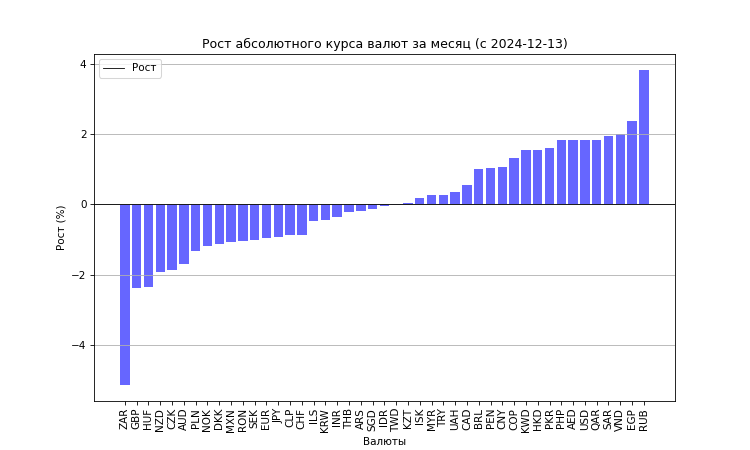 Рост абсолютного курса валют за месяц (с 2024-12-13)
Рост
4
2
0
−2
−4
Рост (%)
ZAR
GBP
HUF
NZD
CZK
AUD
PLN
NOK
DKK
MXN
RON
SEK
EUR
JPY
CLP
CHF
ILS
KRW
INR
THB
ARS
SGD
IDR
TWD
KZT
ISK
MYR
TRY
UAH
CAD
BRL
PEN
CNY
COP
KWD
HKD
PKR
PHP
AED
USD
QAR
SAR
VND
EGP
RUB
Валюты